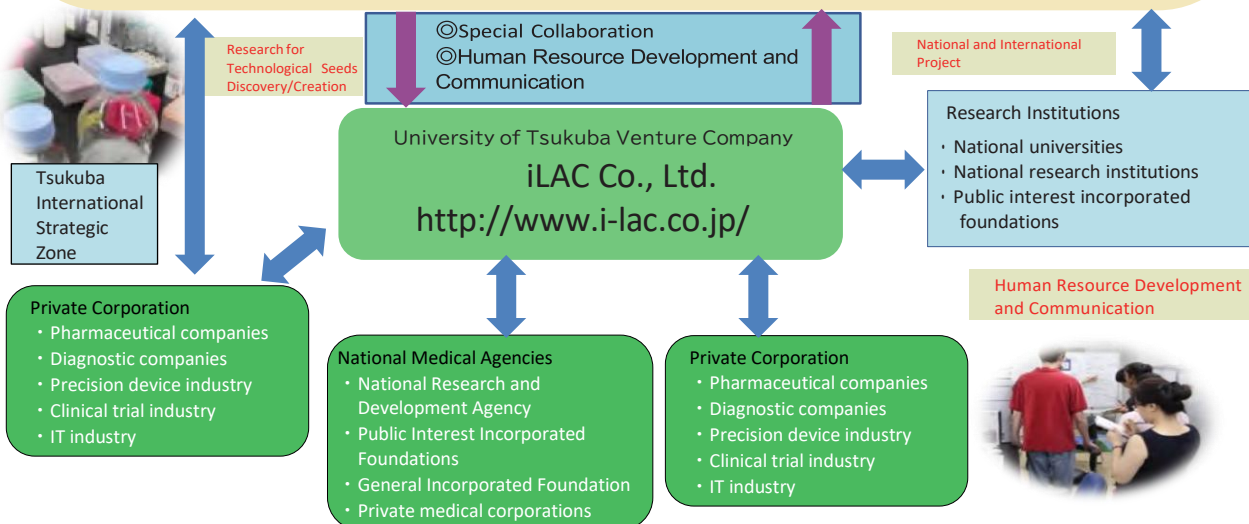 ◎Special Collaboration
◎Human Resource Development and
Communication
Research for
Technological Seeds
Discovery/Creation
National and International
Project
University of Tsukuba Venture Company
iLAC Co., Ltd.
http://www.i-lac.co.jp/
Research Institutions
・National universities
・National research institutions
・Public interest incorporated
foundations
Tsukuba
International
Strategic
Zone
Human Resource Development
and Communication
Private Corporation
・Pharmaceutical companies
・Diagnostic companies
・Precision device industry
・Clinical trial industry
・IT industry
National Medical Agencies
・National Research and
Development Agency
・Public Interest Incorporated
Foundations
・General Incorporated Foundation
・Private medical corporations
Private Corporation
・Pharmaceutical companies
・Diagnostic companies
・Precision device industry
・Clinical trial industry
・IT industry